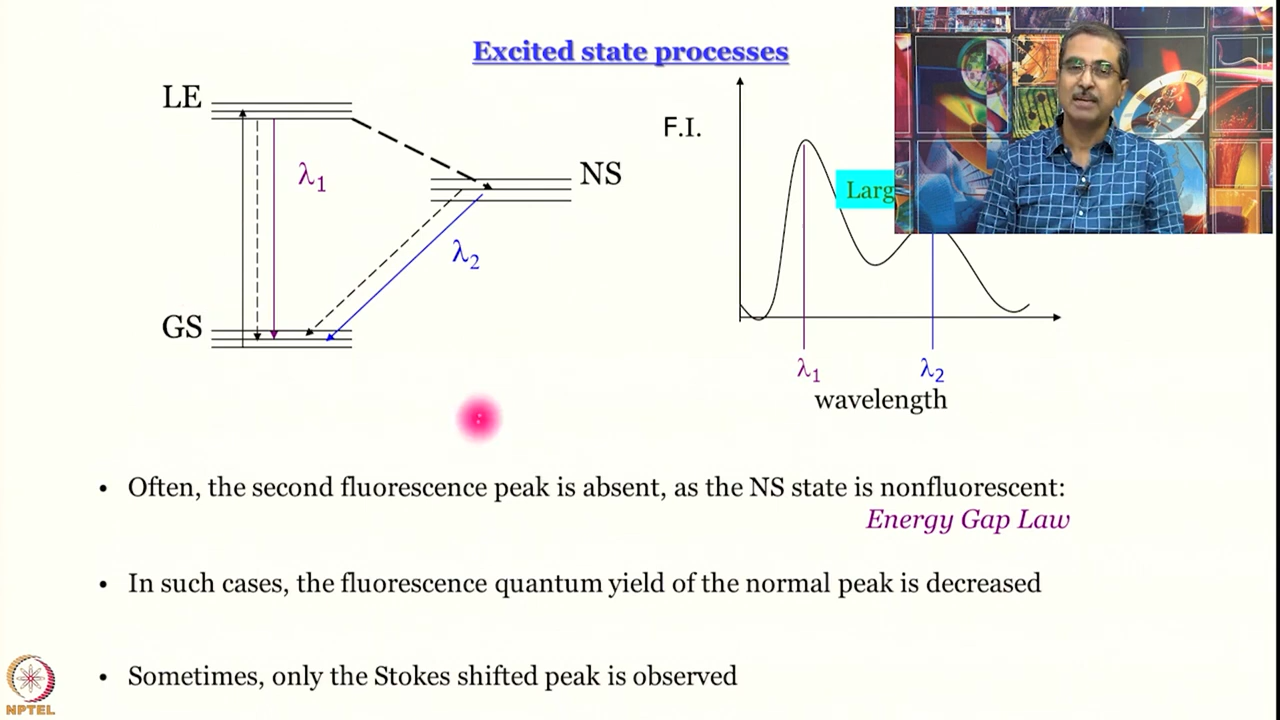 Excited state processes
LE
NS
GS
λ1
λ2
F.I.
λ1
λ2
wavelength
• Often, the second fluorescence peak is absent, as the NS state is nonfluorescent:
Energy Gap Law
• In such cases, the fluorescence quantum yield of the normal peak is decreased
• Sometimes, only the Stokes shifted peak is observed
NPTEL